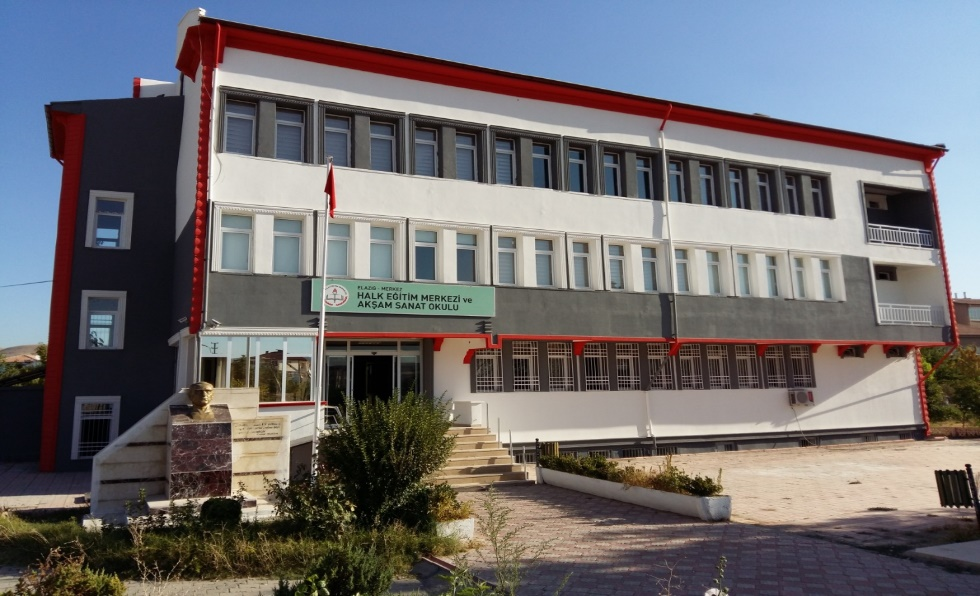 ELAZIĞ - MERKEZ
HALK EĞİTİM MERKEZİ ve
AKŞAM SANAT OKULU